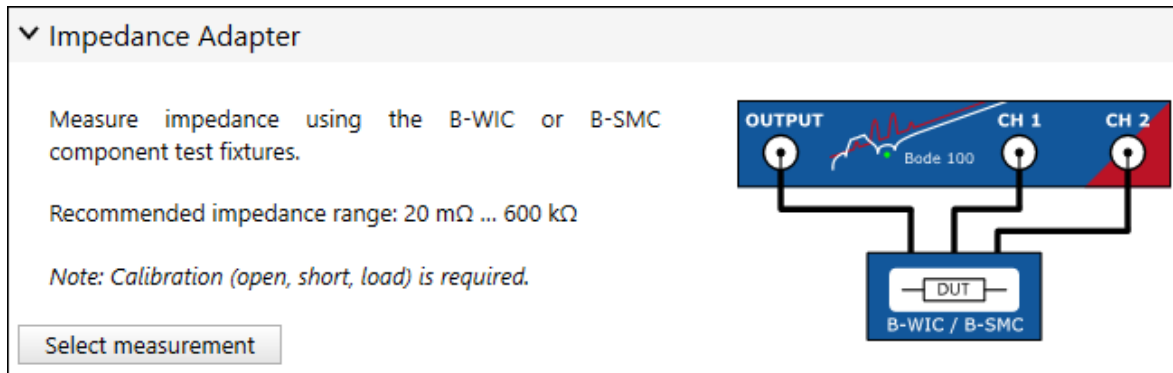 Impedance Adapter
Measure impedance using the B-WIC or B-SMC
component test fixtures.
Recommended impedance range: 20 mΩ ... 600 kΩ
Note: Calibration (open, short, load) is required.
Select measurement
OUTPUT CH 1 CH 2
Bode 100
DUT
B-WIC / B-SMC